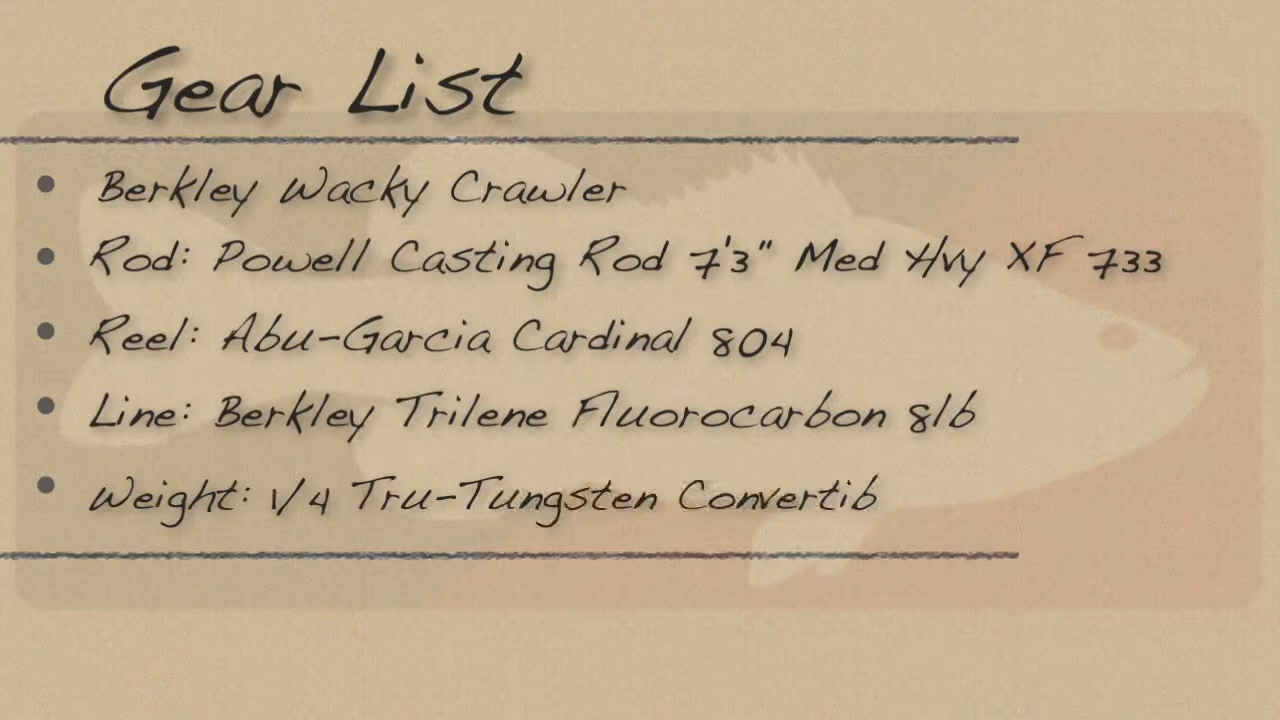 Gear List
Berkley Wacky Crawler
Rod: Powell Casting Rod 7'3" Med Hvy XF 733
Reel: Abu-Garcia Cardinal 804
Line: Berkley Trilene Fluorocarbon 8lb
Weight: 1/4 Tru-Tungsten Convertib